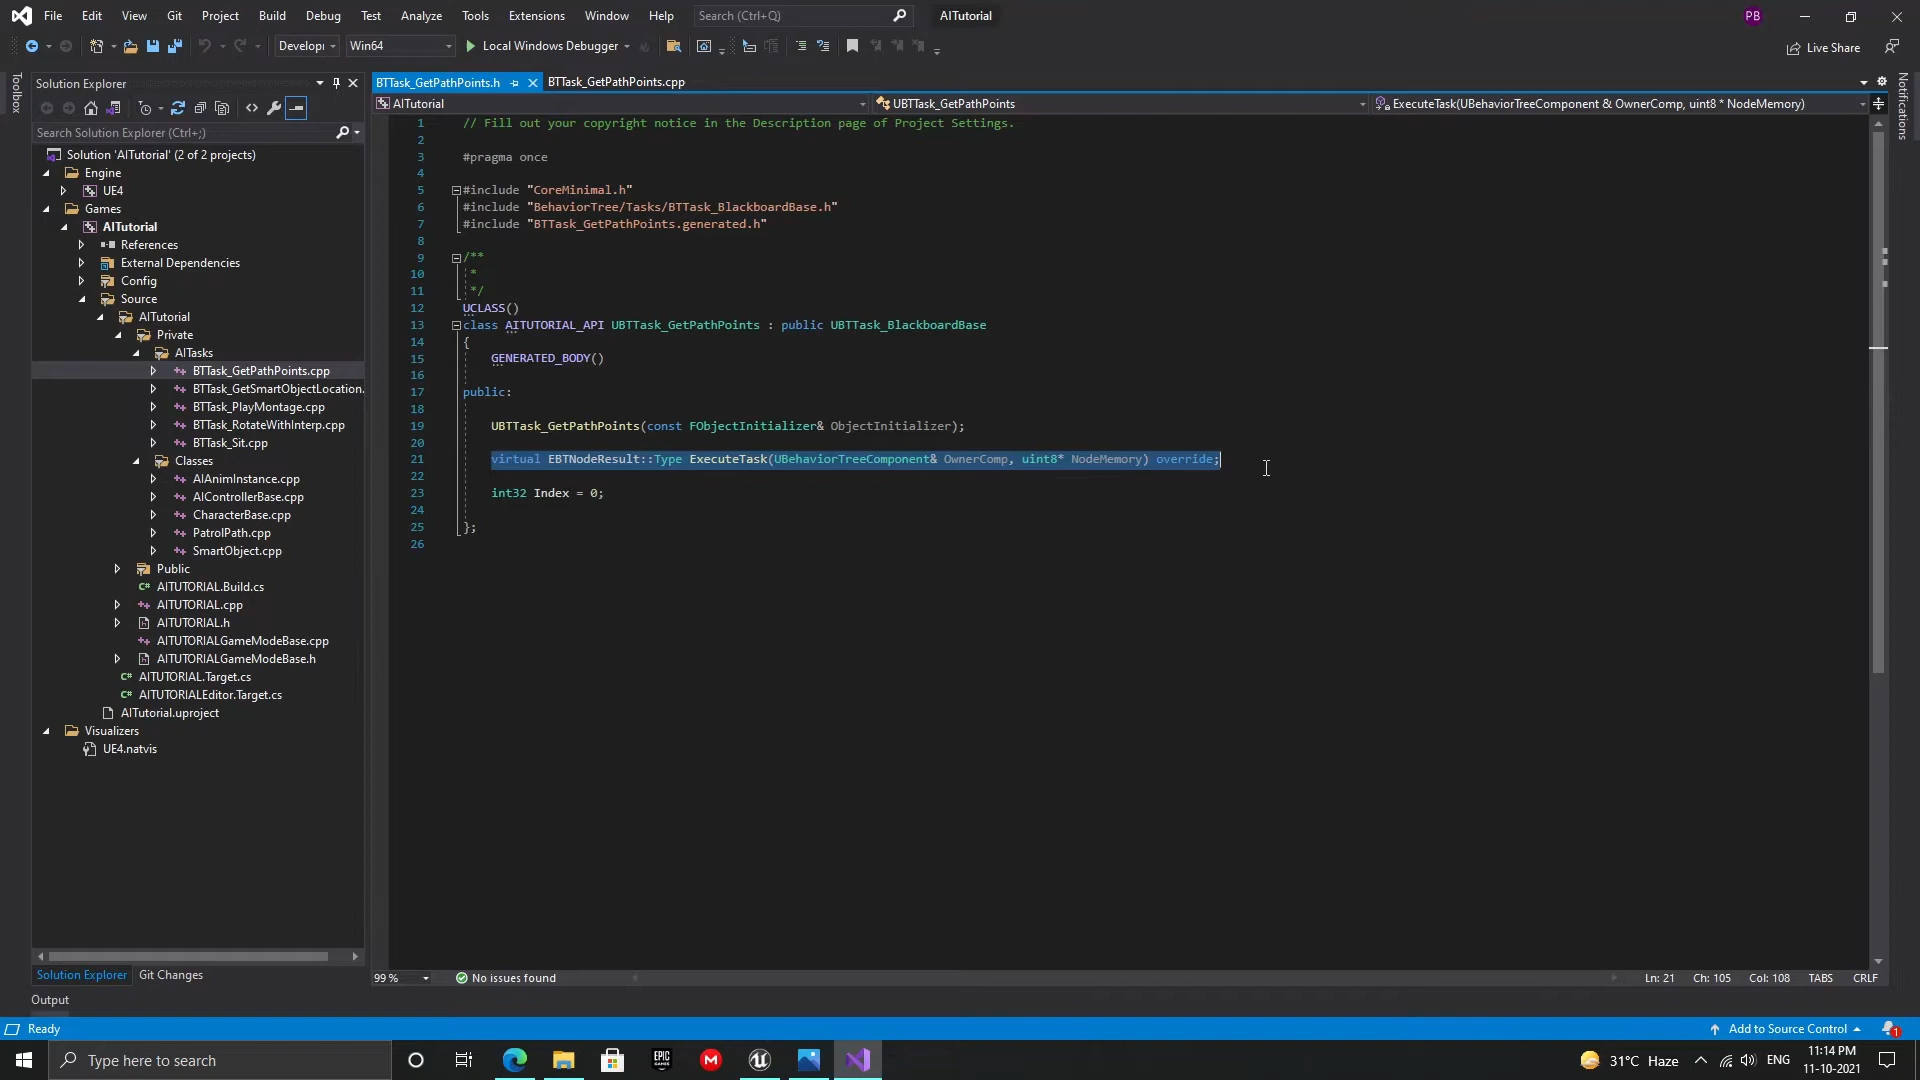 File Edit View Git Project Build Debug Test Analyze Tools Extensions Window Help Search (Ctrl+Q) AITutorial PB
Developi Win64 Local Windows Debugger Live Share
Toolbox
Solution Explorer
Search Solution Explorer (Ctrl+;)
Solution 'AITutorial' (2 of 2 projects)
Engine
UE4
Games
AITutorial
References
External Dependencies
Config
Source
AITutorial
Private
AITasks
BTTask_GetPathPoints.cpp
BTTask_GetSmartObjectLocation.
BTTask_PlayMontage.cpp
BTTask_RotateWithInterp.cpp
BTTask_Sit.cpp
Classes
AIAnimInstance.cpp
AIControllerBase.cpp
CharacterBase.cpp
PatrolPath.cpp
SmartObject.cpp
Public
AITUTORIAL.Build.cs
AITUTORIAL.cpp
AITUTORIAL.h
AITUTORIALGameModeBase.cpp
AITUTORIALGameModeBase.h
AITUTORIAL.Target.cs
AITUTORIALEditor.Target.cs
AITutorial.uproject
Visualizers
UE4.natvis
Solution Explorer Git Changes
BTTask_GetPathPoints.h BTTask_GetPathPoints.cpp
AITutorial UBTTask_GetPathPoints ExecuteTask(UBehaviorTreeComponent & OwnerComp, uint8 * NodeMemory)
1 // Fill out your copyright notice in the Description page of Project Settings.
2
3 #pragma once
4
5 #include "CoreMinimal.h"
6 #include "BehaviorTree/Tasks/BTTask_BlackboardBase.h"
7 #include "BTTask_GetPathPoints.generated.h"
8
9 /**
10 *
11 */
12 UCLASS()
13 class AITUTORIAL_API UBTTask_GetPathPoints : public UBTTask_BlackboardBase
14 {
15 GENERATED_BODY()
16
17 public:
18
19 UBTTask_GetPathPoints(const FObjectInitializer& ObjectInitializer);
20
21 virtual EBTNodeResult::Type ExecuteTask(UBehaviorTreeComponent& OwnerComp, uint8* NodeMemory) override;
22
23 int32 Index = 0;
24
25 };
26
Notifications
99 % No issues found Ln: 21 Ch: 105 Col: 108 TABS CRLF
Output
Ready Add to Source Control 1
Type here to search EPIC GAMES M 31°C Haze ENG 11:14 PM
11-10-2021